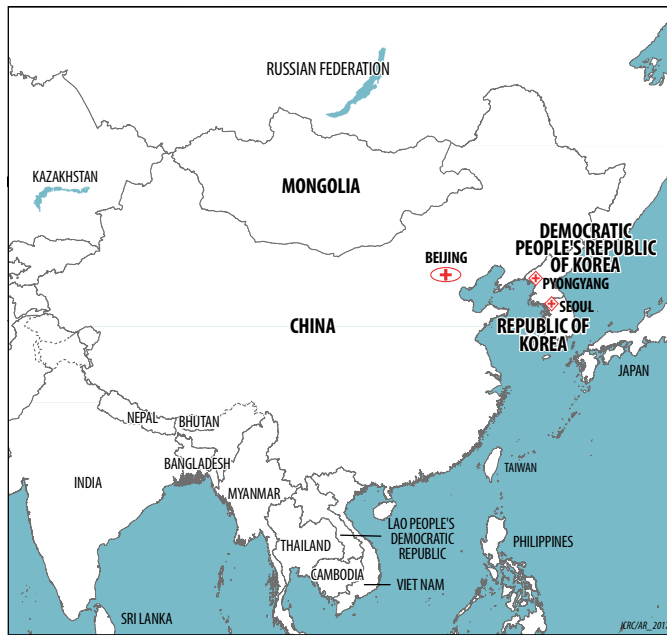 RUSSIAN FEDERATION
KAZAKHSTAN
MONGOLIA
DEMOCRATIC
PEOPLE'S REPUBLIC
OF KOREA
BEIJING
PYONGYANG
SEOUL
CHINA
REPUBLIC OF
KOREA
JAPAN
NEPAL
BHUTAN
BANGLADESH
TAIWAN
INDIA
MYANMAR
LAO PEOPLE'S
DEMOCRATIC
REPUBLIC
THAILAND
PHILIPPINES
CAMBODIA
VIET NAM
SRI LANKA